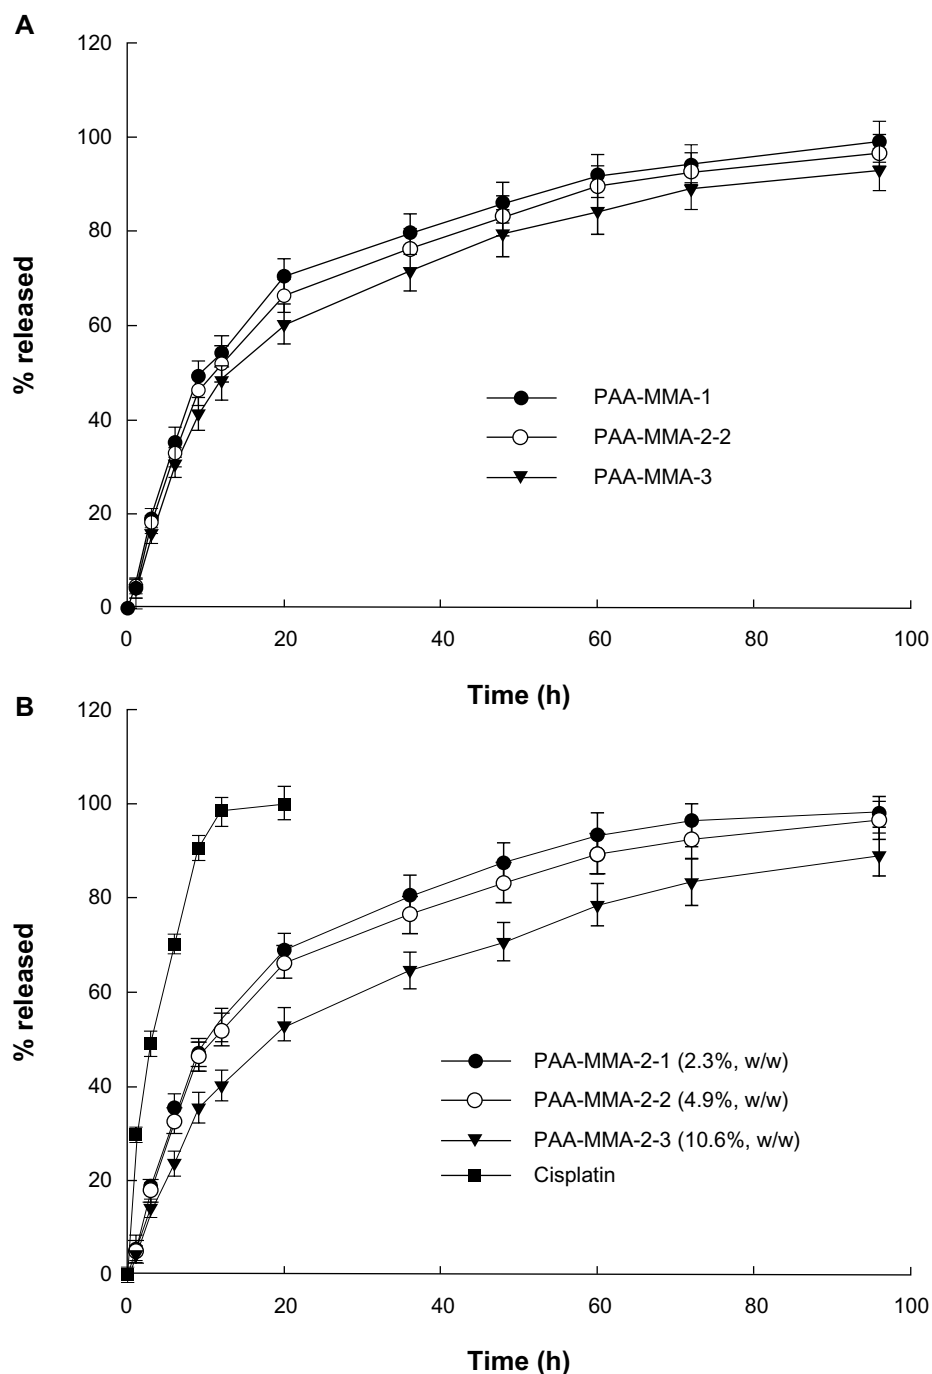 A
120
100
80
60
40
20
0
% released
PAA-MMA-1
PAA-MMA-2-2
PAA-MMA-3
0 20 40 60 80 100
Time (h)
B
120
100
80
60
40
20
0
% released
PAA-MMA-2-1 (2.3%, w/w)
PAA-MMA-2-2 (4.9%, w/w)
PAA-MMA-2-3 (10.6%, w/w)
Cisplatin
0 20 40 60 80 100
Time (h)